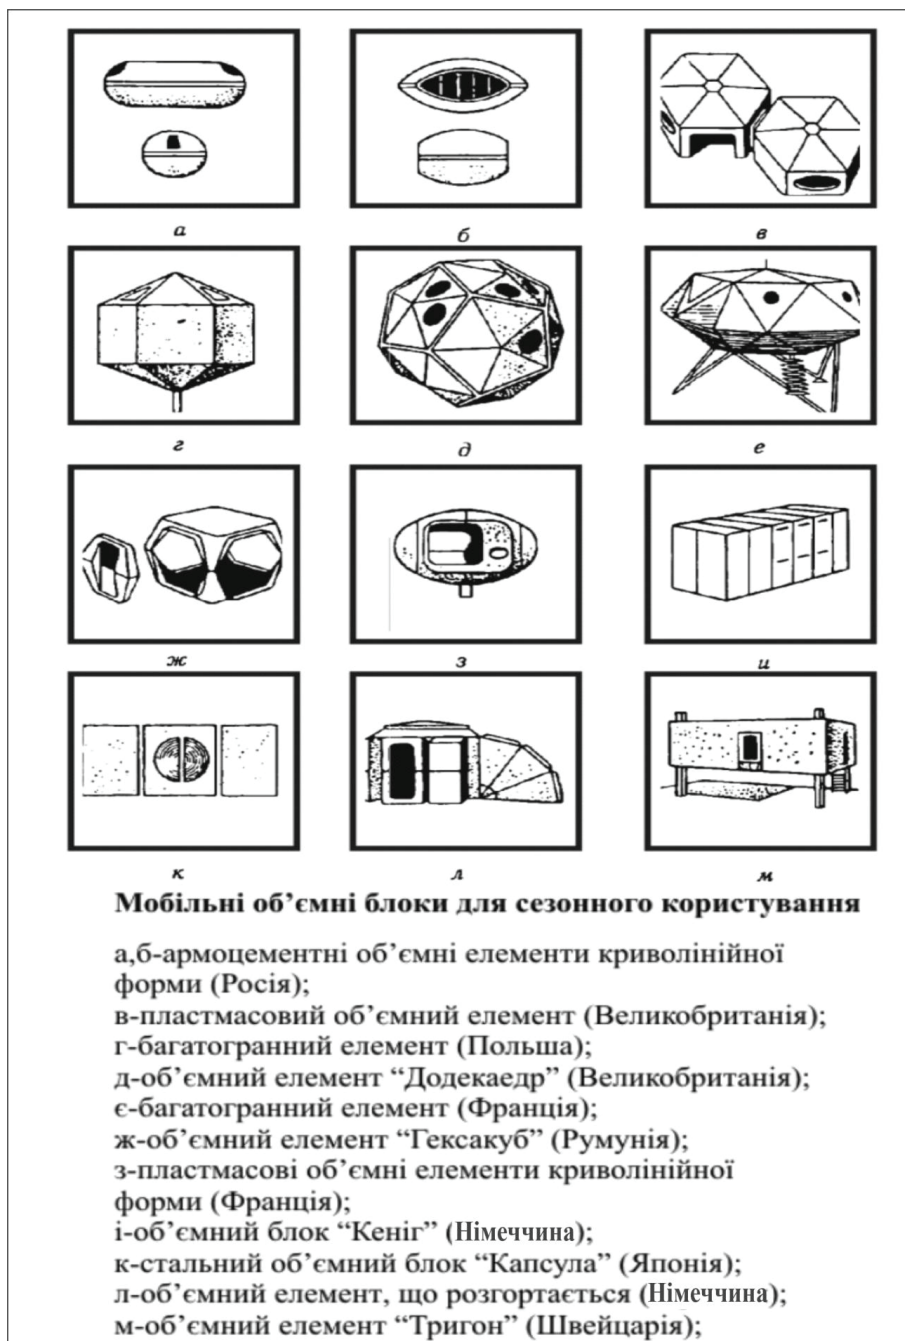 а б в
г д е
ж з и
к л м
Мобільні об’ємні блоки для сезонного користування
а,б-армоцементні об’ємні елементи криволінійної
форми (Росія);
в-пластмасовий об’ємний елемент (Великобританія);
г-багатогранний елемент (Польша);
д-об’ємний елемент “Додекаедр” (Великобританія);
є-багатогранний елемент (Франція);
ж-об’ємний елемент “Гексакуб” (Румунія);
з-пластмасові об’ємні елементи криволінійної
форми (Франція);
і-об’ємний блок “Кеніг” (Німеччина);
к-стальний об’ємний блок “Капсула” (Японія);
л-об’ємний елемент, що розгортається (Німеччина);
м-об’ємний елемент “Тригон” (Швейцарія);